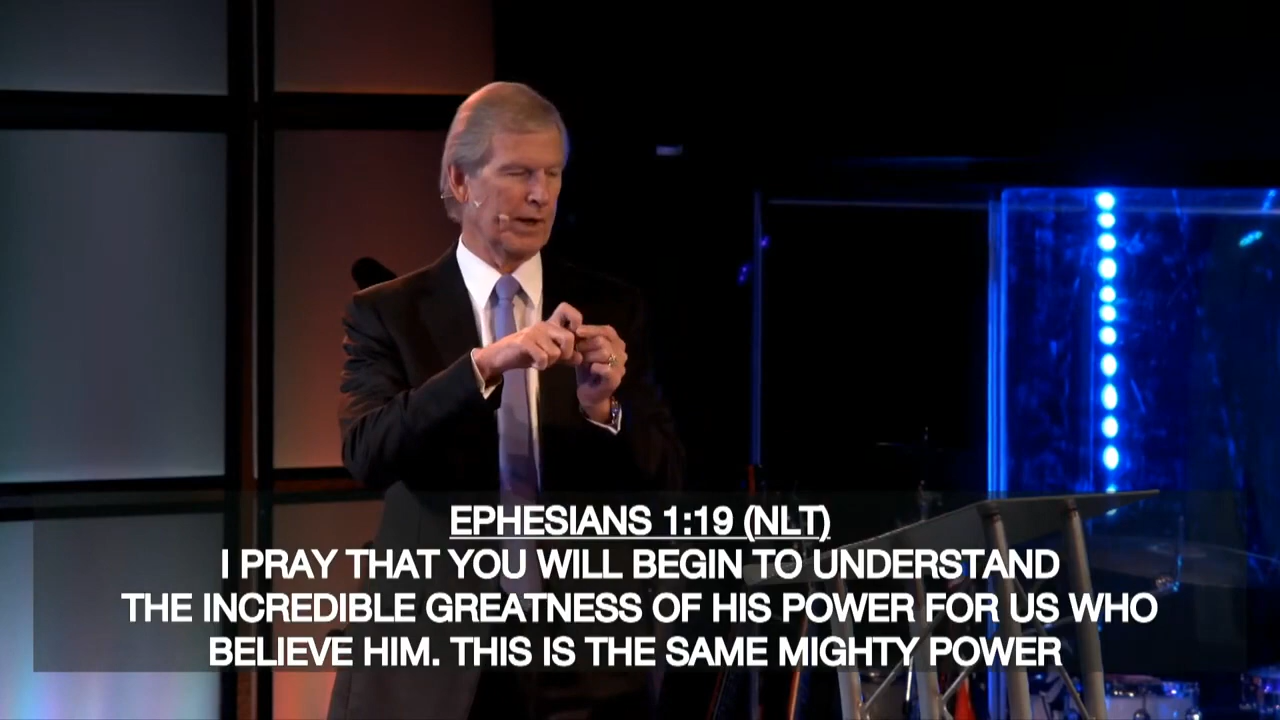 EPHESIANS 1:19 (NLT)
I PRAY THAT YOU WILL BEGIN TO UNDERSTAND
THE INCREDIBLE GREATNESS OF HIS POWER FOR US WHO
BELIEVE HIM. THIS IS THE SAME MIGHTY POWER